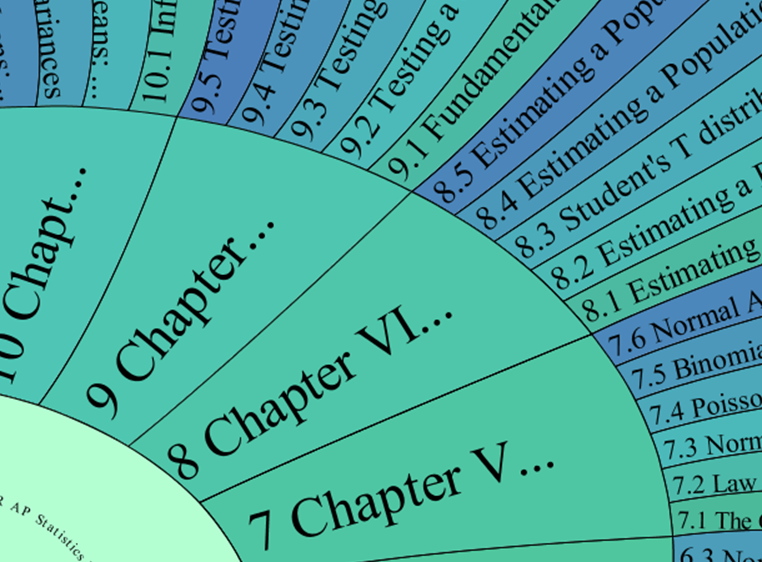 ariances
eans: ...
10.1 Inf
9.5 Testi
9.4 Testin
9.3 Testing
9.2 Testing a
9.1 Fundamentan
8.5 Estimating a Popu
8.4 Estimating a Populatio
8.3 Student's T distrib
8.2 Estimating a P
8.1 Estimating
7.6 Normal A
7.5 Binomia
7.4 Poisso
7.3 Norm
7.2 Law
7.1 The
6.3 No
10 Chapt...
9 Chapter...
8 Chapter VI...
7 Chapter V...
AP Statistics